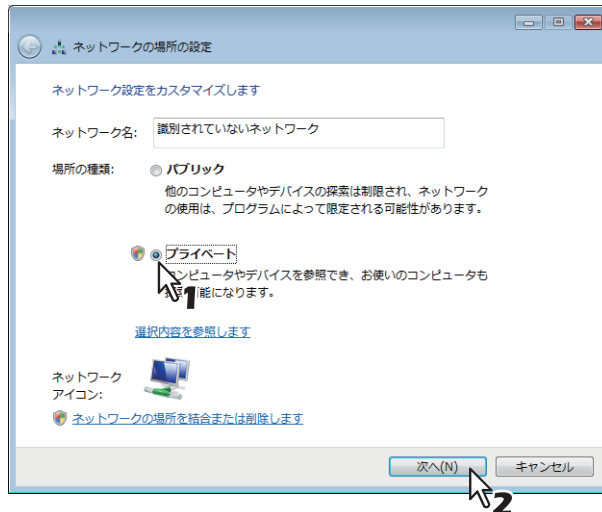 ネットワークの場所の設定
ネットワーク設定をカスタマイズします
ネットワーク名: 識別されていないネットワーク
場所の種類: パブリック
他のコンピュータやデバイスの探索は制限され、ネットワーク
の使用は、プログラムによって限定される可能性があります。
プライベート
コンピュータやデバイスを参照でき、お使いのコンピュータも
能になります。
1
選択内容を参照します
ネットワーク
アイコン:
ネットワークの場所を結合または削除します
次へ(N) キャンセル
2